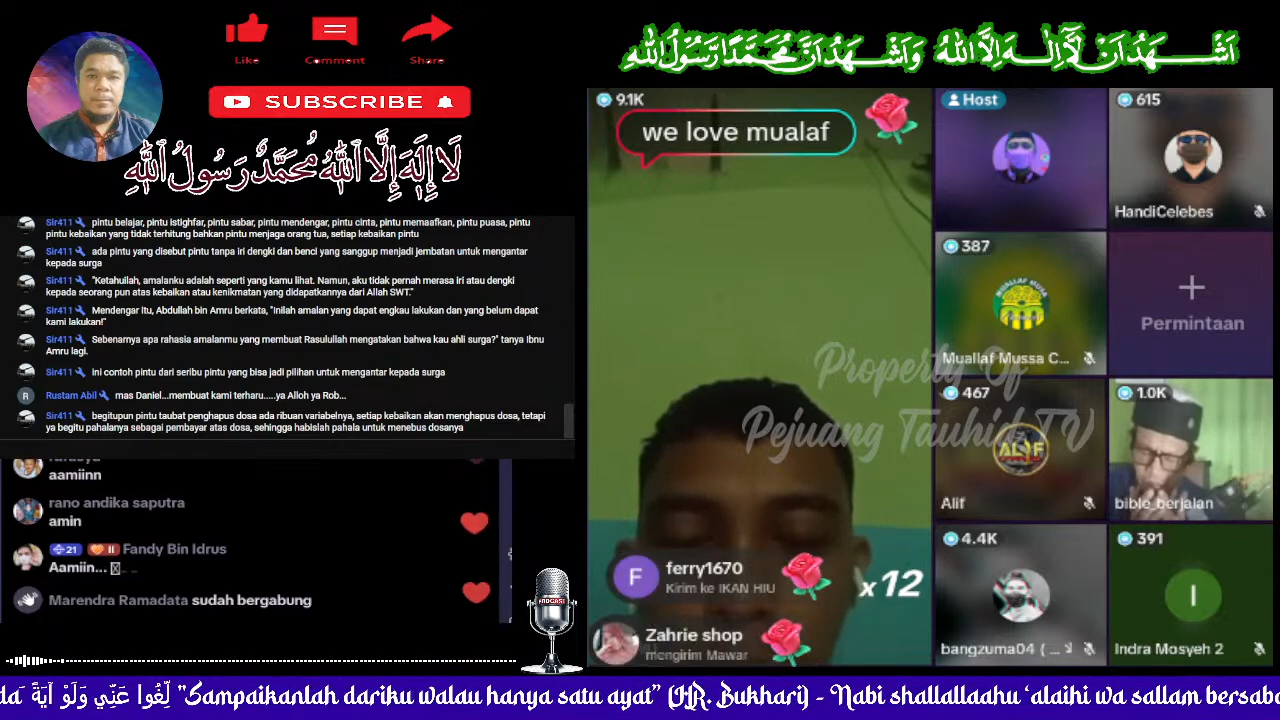 Like
Comment
Share
SUBSCRIBE
لَا إِلَهَ إِلَّا ٱللَّهُ مُحَمَّدٌ رَسُولُ ٱللَّهِ
Sir411 pintu belajar, pintu istighfar, pintu sabar, pintu mendengar, pintu cinta, pintu memaafkan, pintu puasa, pintu
pintu kebaikan yang tidak terhitung bahkan pintu menjaga orang tua, setiap kebaikan pintu
Sir411 ada pintu yang disebut pintu tanpa iri dengki dan benci yang sanggup menjadi jembatan untuk mengantar
kepada surga
Sir411 "Ketahuilah, amalanku adalah seperti yang kamu lihat. Namun, aku tidak pernah merasa iri atau dengki
kepada seorang pun atas kebaikan atau kenikmatan yang didapatkannya dari Allah SWT."
Sir411 Mendengar itu, Abdullah bin Amru berkata, "Inilah amalan yang dapat engkau lakukan dan yang belum dapat
kami lakukan!"
Sir411 Sebenarnya apa rahasia amalanmu yang membuat Rasulullah mengatakan bahwa kau ahli surga?" tanya Ibnu
Amru lagi.
Sir411 ini contoh pintu dari seribu pintu yang bisa jadi pilihan untuk mengantar kepada surga
R
Rustam Abil mas Daniel...membuat kami terharu.....ya Alloh ya Rob...
Sir411 begitupun pintu taubat penghapus dosa ada ribuan variabelnya, setiap kebaikan akan menghapus dosa, tetapi
ya begitu pahalanya sebagai pembayar atas dosa, sehingga habislah pahala untuk menebus dosanya
aamiinn
rano andika saputra
amin
21 II Fandy Bin Idrus
Aamiin...
Marendra Ramadata sudah bergabung
PODCAST
أَشْهَدُ أَنْ لَآ إِلٰهَ إِلَّا اللهُ وَأَشْهَدُ أَنَّ مُحَمَّدًا رَسُوْلُ اللهِ
9.1K
we love mualaf
Host
615
HandiCelebes
387
MUALLAF MUSA
Muallaf Mussa C...
Permintaan
467
ALIF
Alif
1.0K
bible_berjalan
4.4K
bangzuma04 ( ...
391
I
Indra Mosyeh 2
Property Of
Pejuang Tauhid TV
F
ferry1670
Kirim ke IKAN HIU
x12
Zahrie shop
mengirim Mawar
da َ لِّغُوا عَنِّي وَلَوْ آيَةً "Sampaikanlah dariku walau hanya satu ayat" (HR. Bukhari) - Nabi shallallaahu 'alaihi wa sallam bersabd